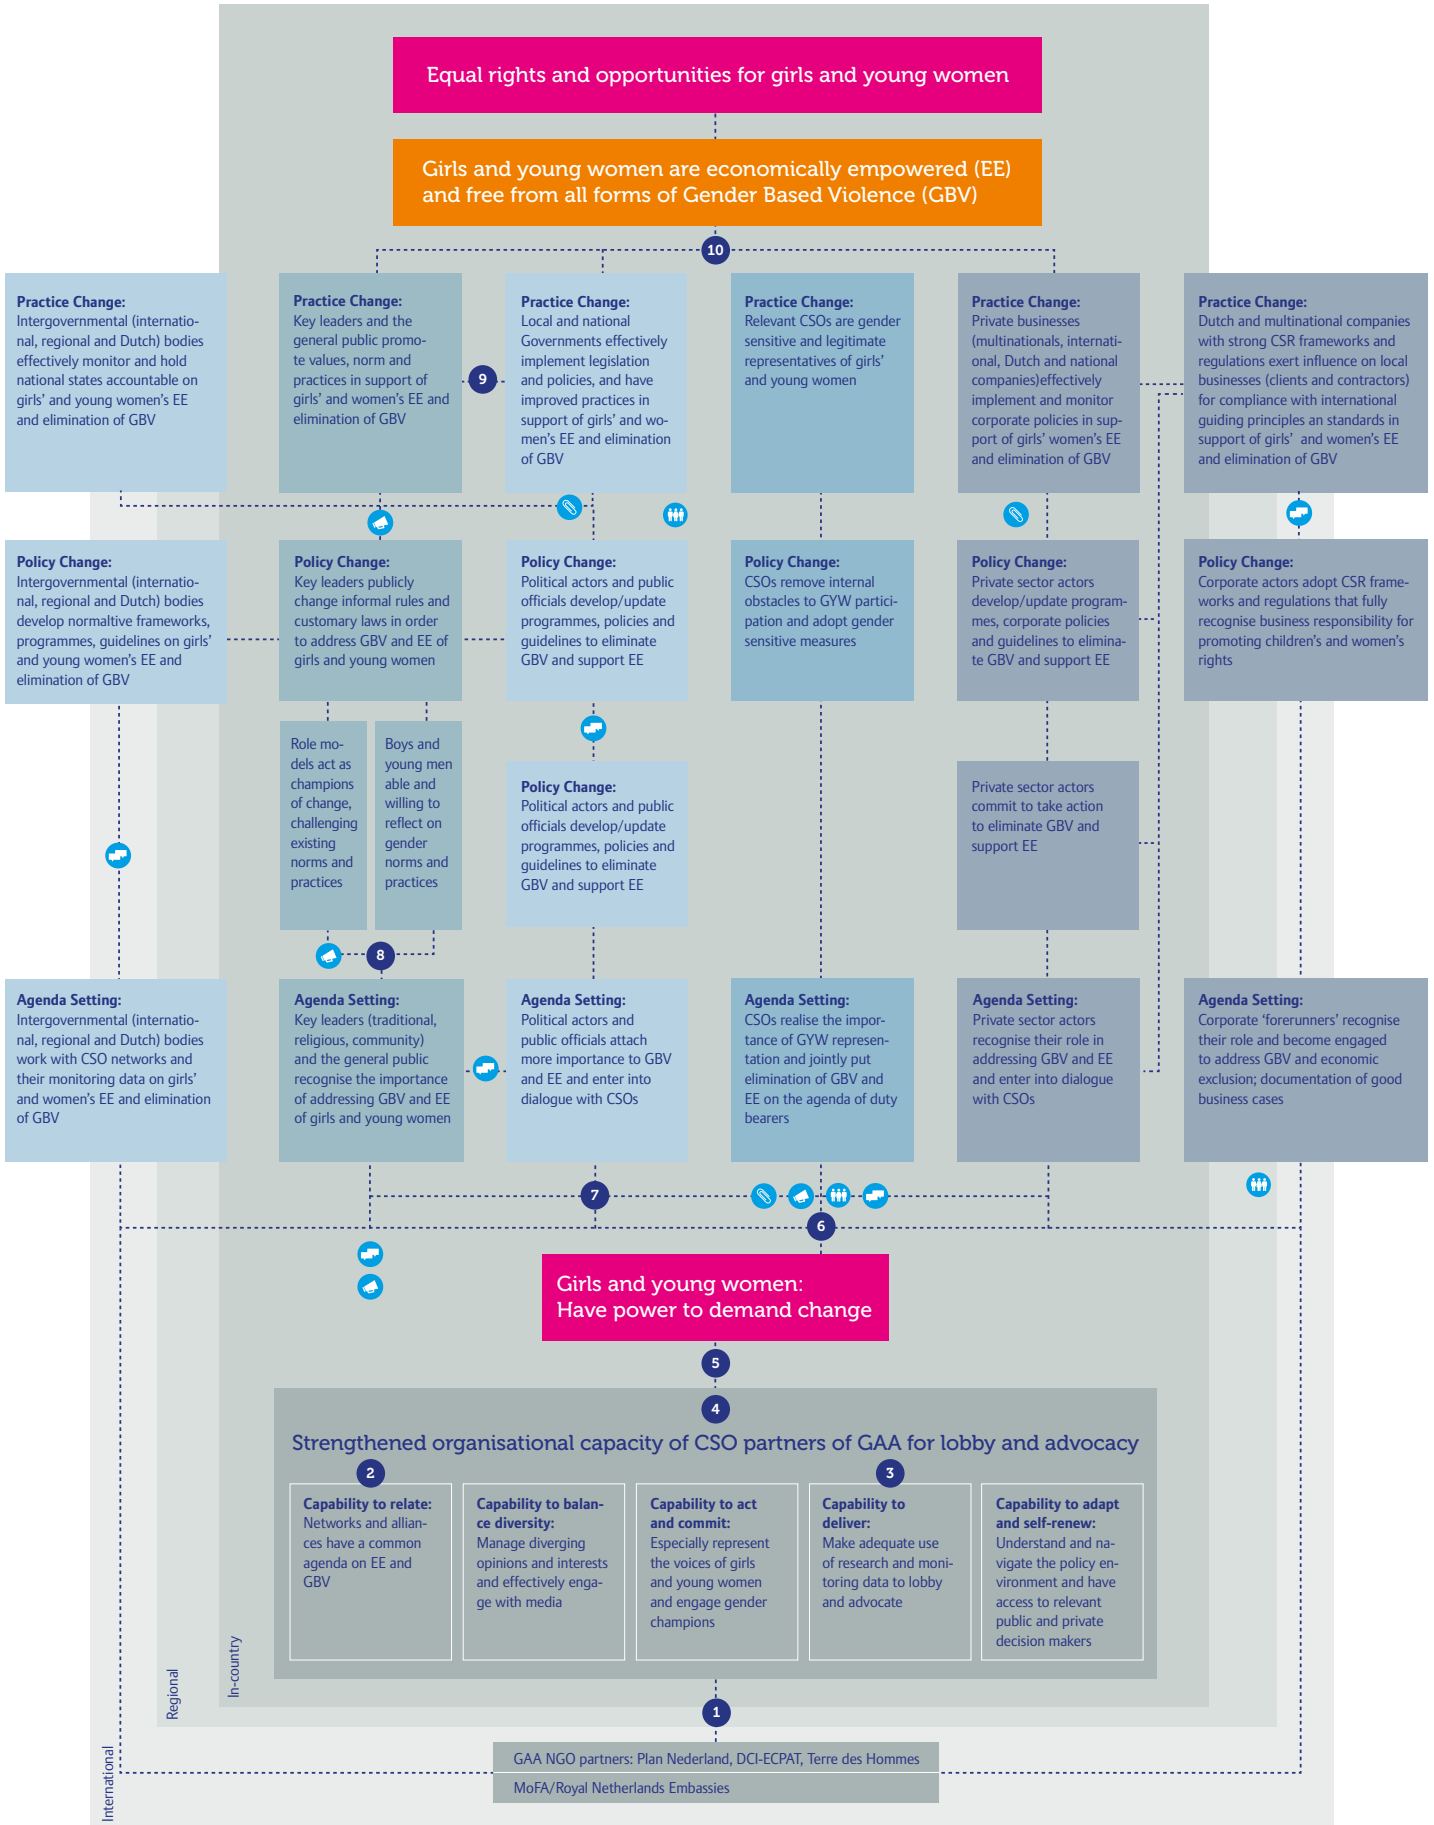 Equal rights and opportunities for girls and young women
Girls and young women are economically empowered (EE)
and free from all forms of Gender Based Violence (GBV)
10
Practice Change:
Intergovernmental (internatio-
nal, regional and Dutch) bodies
effectively monitor and hold
national states accountable on
girls' and young women's EE
and elimination of GBV
Practice Change:
Key leaders and the
general public promo-
te values, norm and
practices in support of
girls' and women's EE and
elimination of GBV
9
Practice Change:
Local and national
Governments effectively
implement legislation
and policies, and have
improved practices in
support of girls' and wo-
men's EE and elimination
of GBV
Practice Change:
Relevant CSOs are gender
sensitive and legitimate
representatives of girls'
and young women
Practice Change:
Private businesses
(multinationals, internati-
onal, Dutch and national
companies)effectively
implement and monitor
corporate policies in sup-
port of girls' women's EE
and elimination of GBV
Practice Change:
Dutch and multinational companies
with strong CSR frameworks and
regulations exert influence on local
businesses (clients and contractors)
for compliance with international
guiding principles an standards in
support of girls'  and women's EE
and elimination of GBV
Policy Change:
Intergovernmental (internatio-
nal, regional and Dutch) bodies
develop normaltive frameworks,
programmes, guidelines on girls'
and young women's EE and
elimination of GBV
Policy Change:
Key leaders publicly
change informal rules and
customary laws in order
to address GBV and EE of
girls and young women
Policy Change:
Political actors and public
officials develop/update
programmes, policies and
guidelines to eliminate
GBV and support EE
Policy Change:
CSOs remove internal
obstacles to GYW partici-
pation and adopt gender
sensitive measures
Policy Change:
Private sector actors
develop/update program-
mes, corporate policies
and guidelines to elimina-
te GBV and support EE
Policy Change:
Corporate actors adopt CSR frame-
works and regulations that fully
recognise business responsibility for
promoting children's and women's
rights
Role mo-
dels act as
champions
of change,
challenging
existing
norms and
practices
Boys and
young men
able and
willing to
reflect on
gender
norms and
practices
Policy Change:
Political actors and public
officials develop/update
programmes, policies and
guidelines to eliminate
GBV and support EE
Private sector actors
commit to take action
to eliminate GBV and
support EE
8
Agenda Setting:
Intergovernmental (internatio-
nal, regional and Dutch) bodies
work with CSO networks and
their monitoring data on girls'
and women's EE and elimination
of GBV
Agenda Setting:
Key leaders (traditional,
religious, community)
and the general public
recognise the importance
of addressing GBV and EE
of girls and young women
Agenda Setting:
Political actors and
public officials attach
more importance to GBV
and EE and enter into
dialogue with CSOs
Agenda Setting:
CSOs realise the impor-
tance of GYW represen-
tation and jointly put
elimination of GBV and
EE on the agenda of duty
bearers
Agenda Setting:
Private sector actors
recognise their role in
addressing GBV and EE
and enter into dialogue
with CSOs
Agenda Setting:
Corporate ‘forerunners’ recognise
their role and become engaged
to address GBV and economic
exclusion; documentation of good
business cases
7
6
Girls and young women:
Have power to demand change
5
4
Strengthened organisational capacity of CSO partners of GAA for lobby and advocacy
2
3
Capability to relate:
Networks and allian-
ces have a common
agenda on EE and
GBV
Capability to balan-
ce diversity:
Manage diverging
opinions and interests
and effectively enga-
ge with media
Capability to act
and commit:
Especially represent
the voices of girls
and young women
and engage gender
champions
Capability to
deliver:
Make adequate use
of research and moni-
toring data to lobby
and advocate
Capability to adapt
and self-renew:
Understand and na-
vigate the policy en-
vironment and have
access to relevant
public and private
decision makers
In-country
Regional
International
1
GAA NGO partners: Plan Nederland, DCI-ECPAT, Terre des Hommes
MoFA/Royal Netherlands Embassies